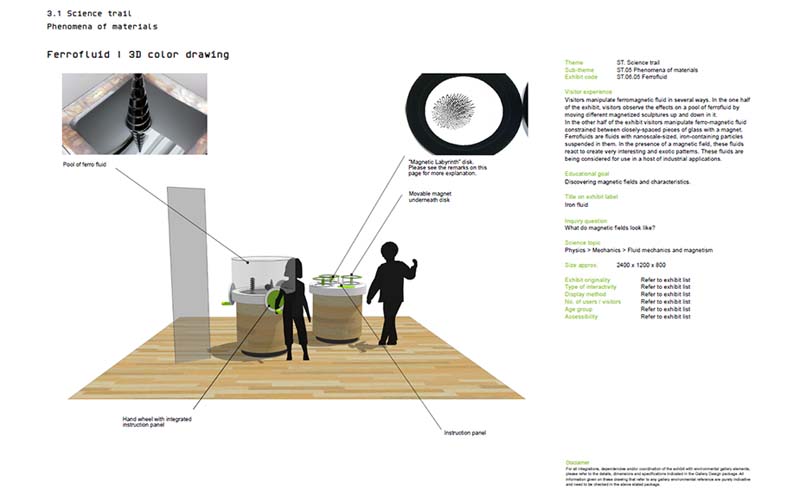 3.1 Science trail
Phenomena of materials
Ferrofluid | 3D color drawing
Pool of ferro fluid
"Magnetic Labyrinth" disk.
Please see the remarks on this
page for more explanation.
Movable magnet
underneath disk
Hand wheel with integrated
instruction panel
Instruction panel
Theme ST. Science trail
Sub-theme ST.05 Phenomena of materials
Exhibit code ST.06.05 Ferrofluid
Visitor experience
Visitors manipulate ferromagnetic fluid in several ways. In the one half
of the exhibit, visitors observe the effects on a pool of ferrofluid by
moving different magnetized sculptures up and down in it.
In the other half of the exhibit visitors manipulate ferro-magnetic fluid
constrained between closely-spaced pieces of glass with a magnet.
Ferrofluids are fluids with nanoscale-sized, iron-containing particles
suspended in them. In the presence of a magnetic field, these fluids
react to create very interesting and exotic patterns. These fluids are
being considered for use in a host of industrial applications.
Educational goal
Discovering magnetic fields and characteristics.
Title on exhibit label
Iron fluid
Inquiry question
What do magnetic fields look like?
Science topic
Physics > Mechanics > Fluid mechanics and magnetism
Size approx. 2400 x 1200 x 800
Exhibit originality Refer to exhibit list
Type of interactivity Refer to exhibit list
Display method Refer to exhibit list
No. of users / visitors Refer to exhibit list
Age group Refer to exhibit list
Accessibility Refer to exhibit list
Disclaimer
For all integrations, dependencies and/or coordination of the exhibit with environmental gallery elements,
please refer to the details, dimensions and specifications indicated in the Gallery Design package. All
information given on these drawing that refer to any gallery environmental reference are purely indicative
and need to be checked in the above stated package.